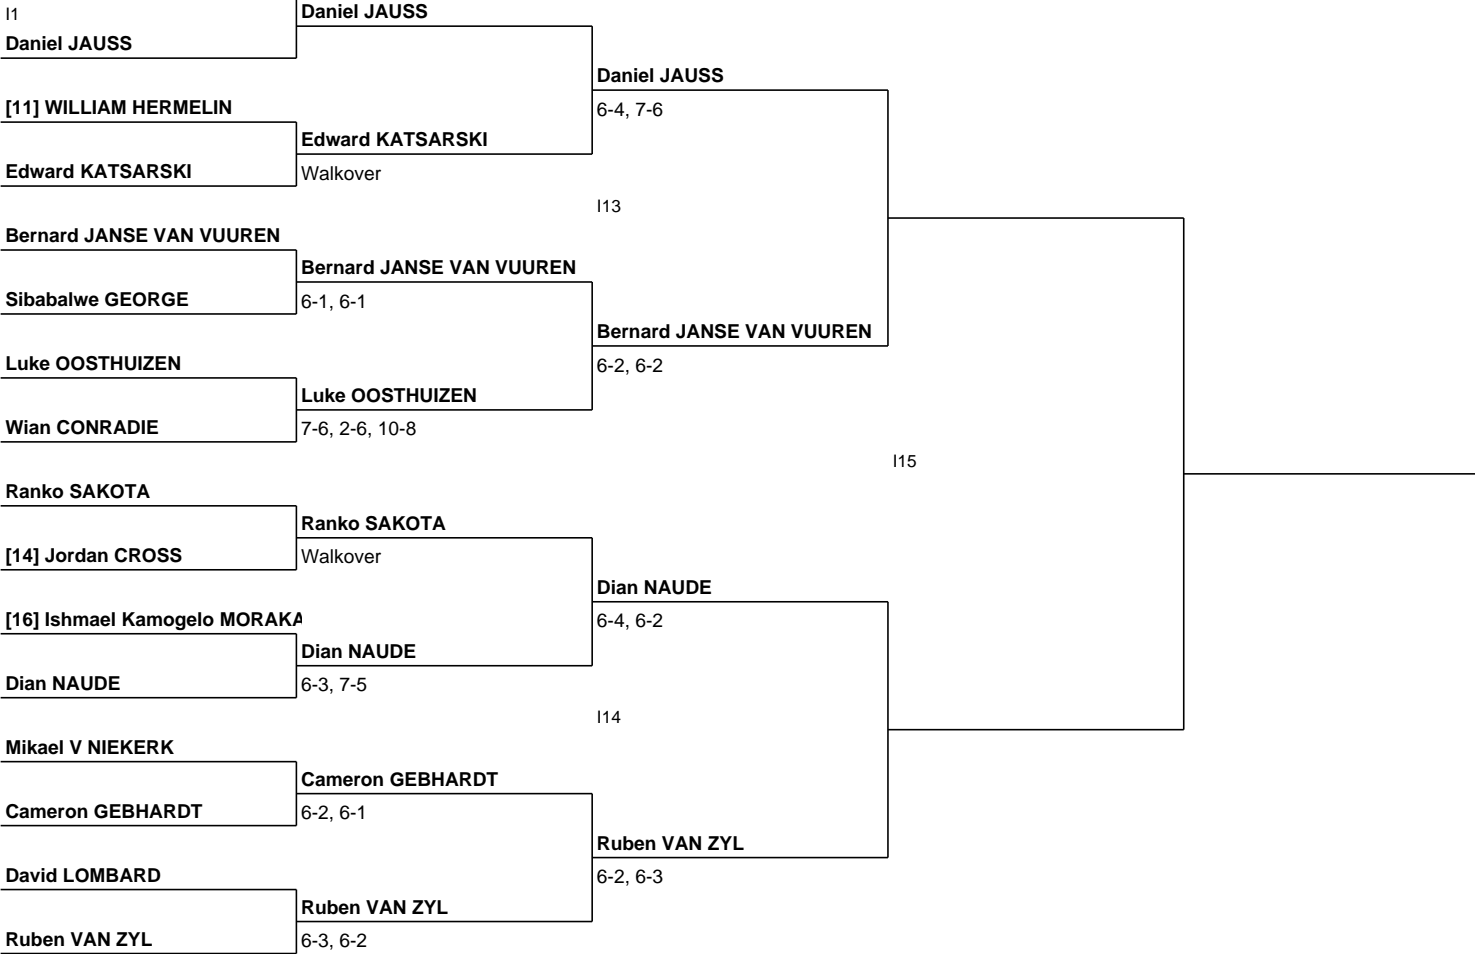 I1
Daniel JAUSS
[11] WILLIAM HERMELIN
Edward KATSARSKI
Bernard JANSE VAN VUUREN
Sibabalwe GEORGE
Luke OOSTHUIZEN
Wian CONRADIE
Ranko SAKOTA
[14] Jordan CROSS
[16] Ishmael Kamogelo MORAKA
Dian NAUDE
Mikael V NIEKERK
Cameron GEBHARDT
David LOMBARD
Ruben VAN ZYL
Daniel JAUSS
Edward KATSARSKI
Walkover
Bernard JANSE VAN VUUREN
6-1, 6-1
Luke OOSTHUIZEN
7-6, 2-6, 10-8
Ranko SAKOTA
Walkover
Dian NAUDE
6-3, 7-5
Cameron GEBHARDT
6-2, 6-1
Ruben VAN ZYL
6-3, 6-2
Daniel JAUSS
6-4, 7-6
I13
Bernard JANSE VAN VUUREN
6-2, 6-2
Dian NAUDE
6-4, 6-2
I14
Ruben VAN ZYL
6-2, 6-3
I15